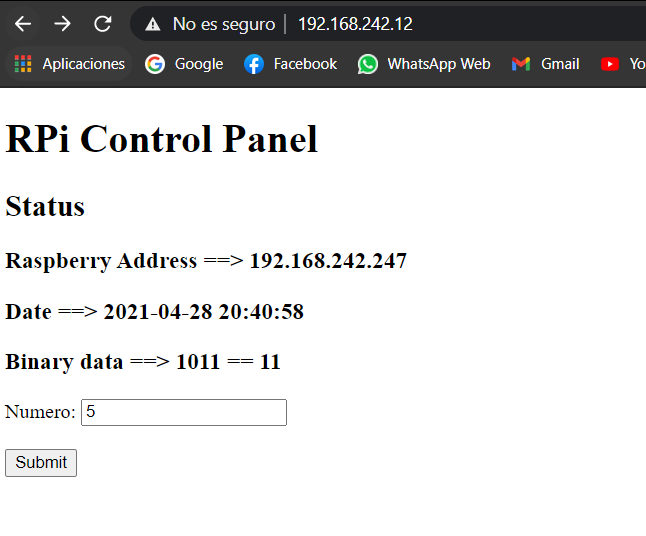 No es seguro | 192.168.242.12
Aplicaciones Google Facebook WhatsApp Web Gmail Yo
RPi Control Panel
Status
Raspberry Address ==> 192.168.242.247
Date ==> 2021-04-28 20:40:58
Binary data ==> 1011 == 11
Numero: 5
Submit